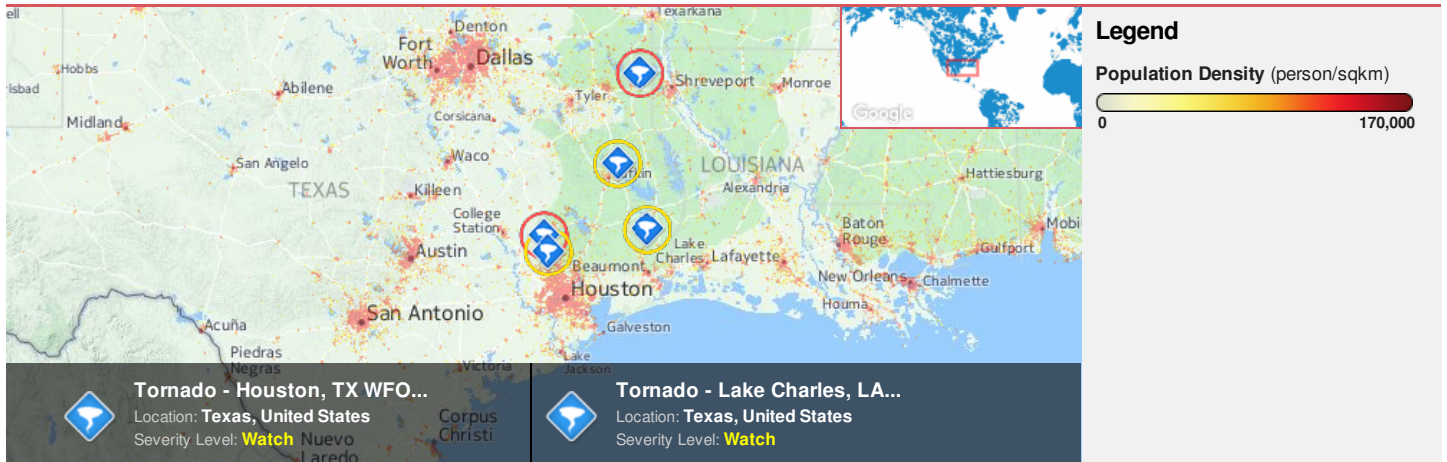 ell
Texarkana
Denton
Fort
Worth
Dallas
Hobbs
lsbad
Abilene
Tyler
Shreveport
Monroe
Google
Midland
Corsicana
San Angelo
Waco
LOUISIANA
TEXAS
Killeen
Alexandria
Hattiesburg
College
Station
Baton
Rouge
Mobi
Austin
Lake
Charles
Lafayette
Gulfport
Beaumont
Houston
New Orleans
Chalmette
Houma
San Antonio
Galveston
Acuña
Piedras
Negras
Victoria
Lake
Jackson
Corpus
Christi
Nuevo
Laredo
Tornado - Houston, TX WFO...
Location: Texas, United States
Severity Level: Watch
Tornado - Lake Charles, LA...
Location: Texas, United States
Severity Level: Watch
Legend
Population Density (person/sqkm)
0
170,000